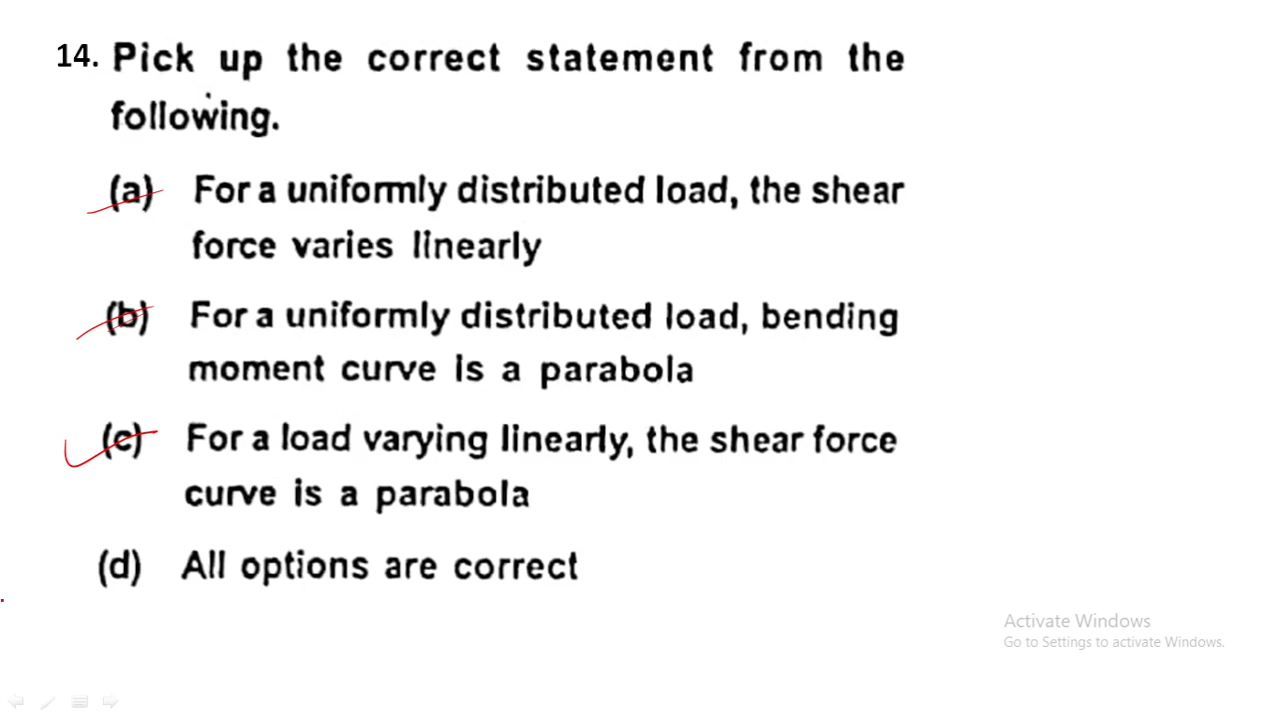 14. Pick up the correct statement from the
following.
(a) For a uniformly distributed load, the shear
force varies linearly
(b) For a uniformly distributed load, bending
moment curve is a parabola
(c) For a load varying linearly, the shear force
curve is a parabola
(d) All options are correct
Activate Windows
Go to Settings to activate Windows.